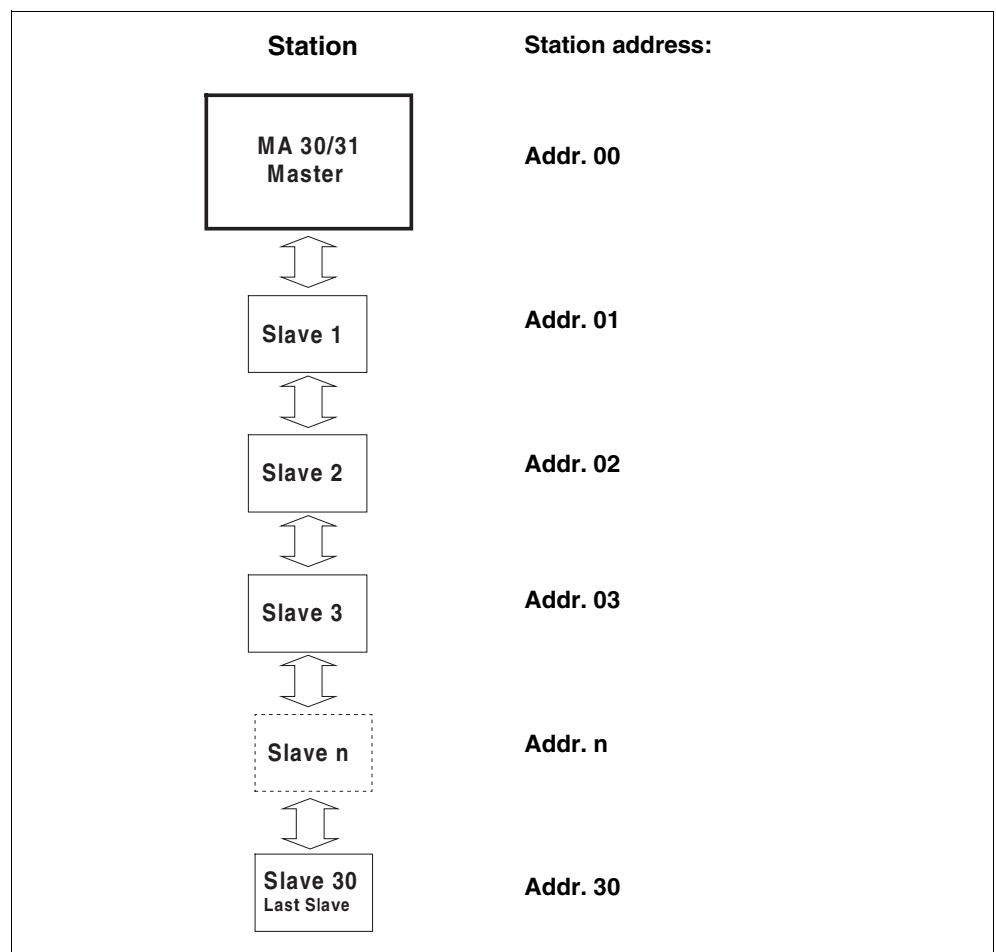 Station Station address:
MA 30/31
Master
Addr. 00
Slave 1
Addr. 01
Slave 2
Addr. 02
Slave 3
Addr. 03
Slave n
Addr. n
Slave 30
Last Slave
Addr. 30